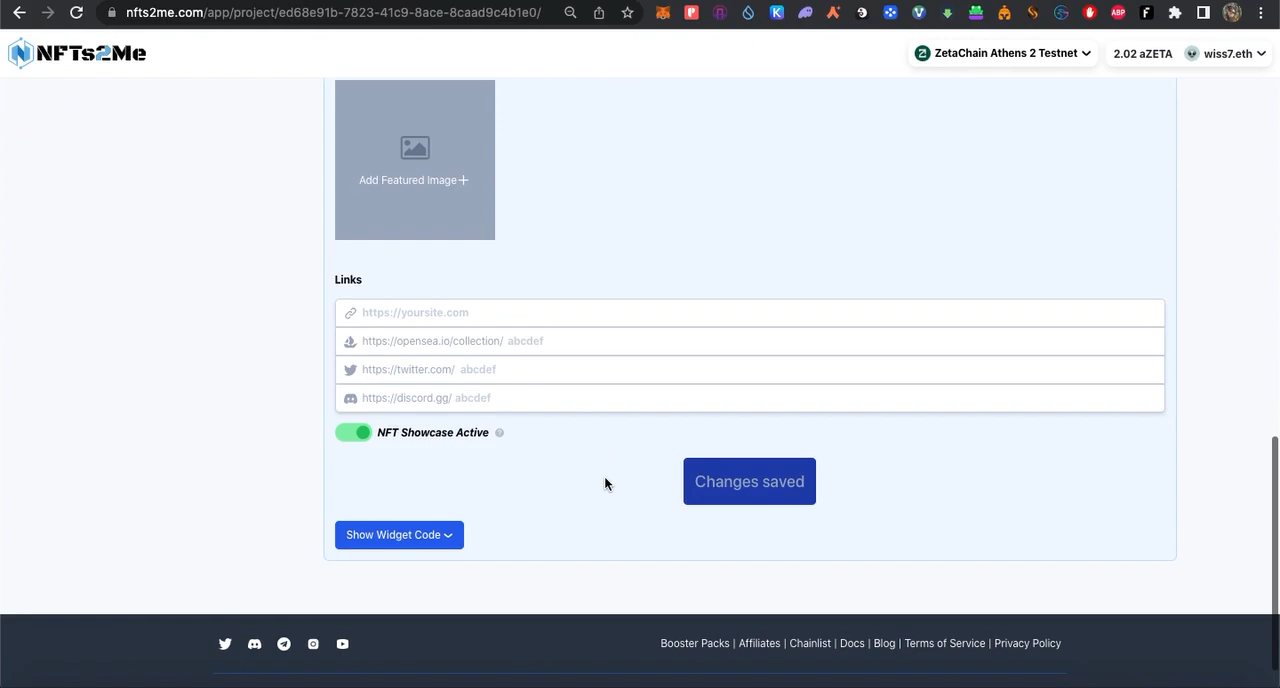 nfts2me.com/app/project/ed68e91b-7823-41c9-8ace-8caad9c4b1e0/
NFTs2Me
ZetaChain Athens 2 Testnet
2.02 aZETA wiss7.eth
Add Featured Image+
Links
https://yoursite.com
https://opensea.io/collection/ abcdef
https://twitter.com/ abcdef
https://discord.gg/ abcdef
NFT Showcase Active ?
Changes saved
Show Widget Code
Booster Packs | Affiliates | Chainlist | Docs | Blog | Terms of Service | Privacy Policy